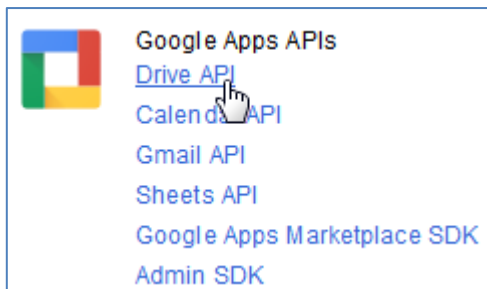 Google Apps APIs
Drive API
Calendar API
Gmail API
Sheets API
Google Apps Marketplace SDK
Admin SDK